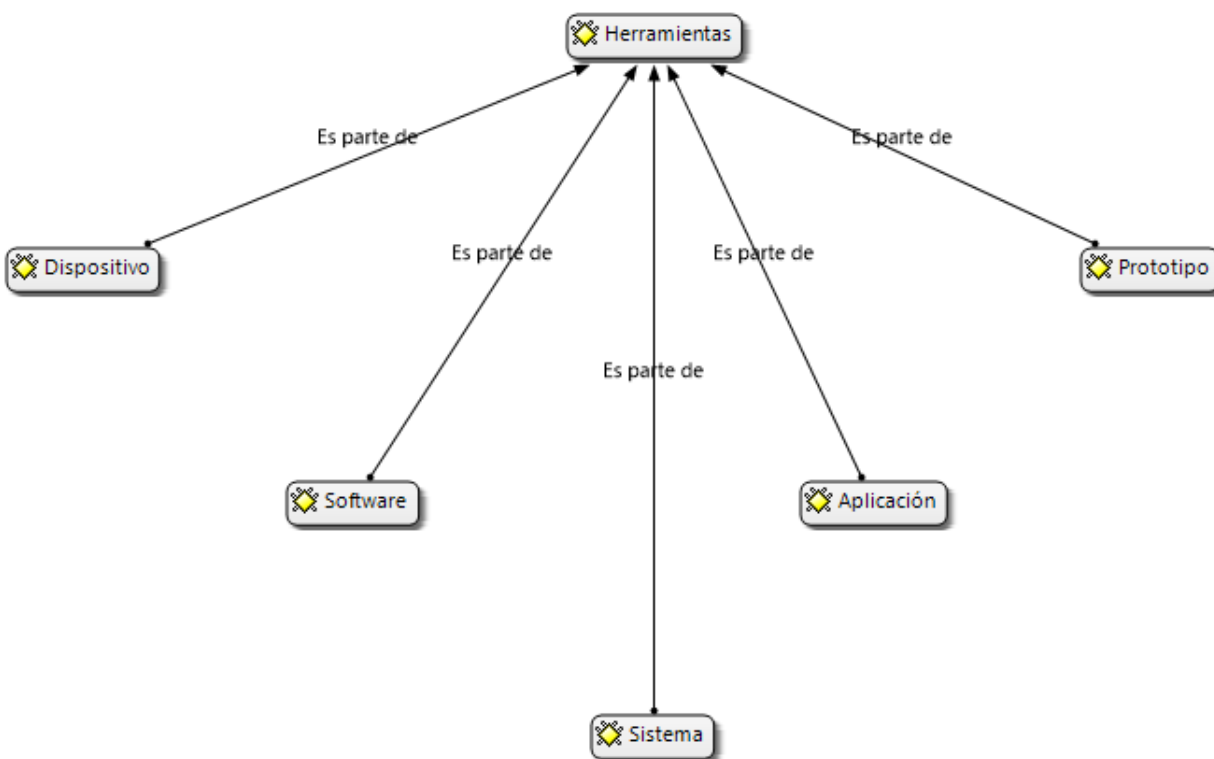 Herramientas
Es parte de
Es parte de
Dispositivo
Es parte de
Es parte de
Prototipo
Es parte de
Software
Aplicación
Sistema